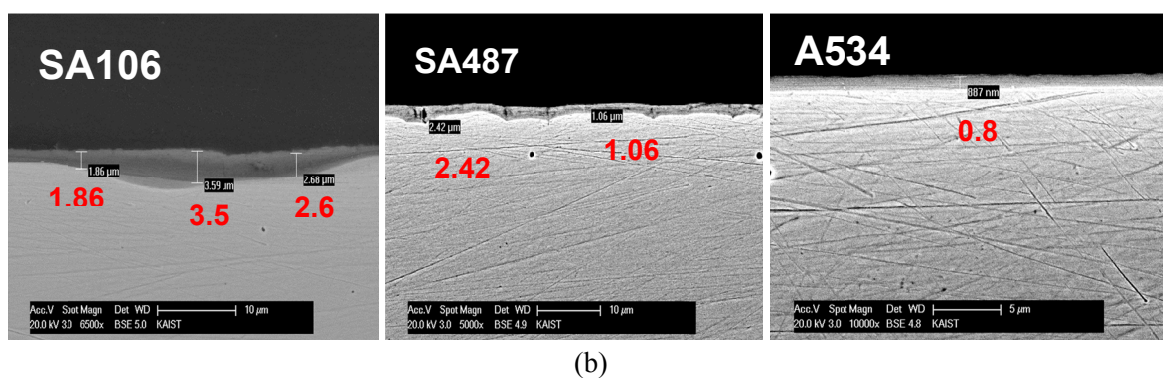 SA106
1.86 µm
3.59 µm
2.68 µm
1.86
3.5
2.6
Acc.V Spot Magn Det WD 10 µm
20.0 kV 3.0 6500x BSE 5.0 KAIST
SA487
2.42 µm
1.06 µm
2.42
1.06
Acc.V Spot Magn Det WD 10 µm
20.0 kV 3.0 5000x BSE 4.9 KAIST
A534
887 nm
0.8
Acc.V Spot Magn Det WD 5 µm
20.0 kV 3.0 10000x BSE 4.8 KAIST
(b)